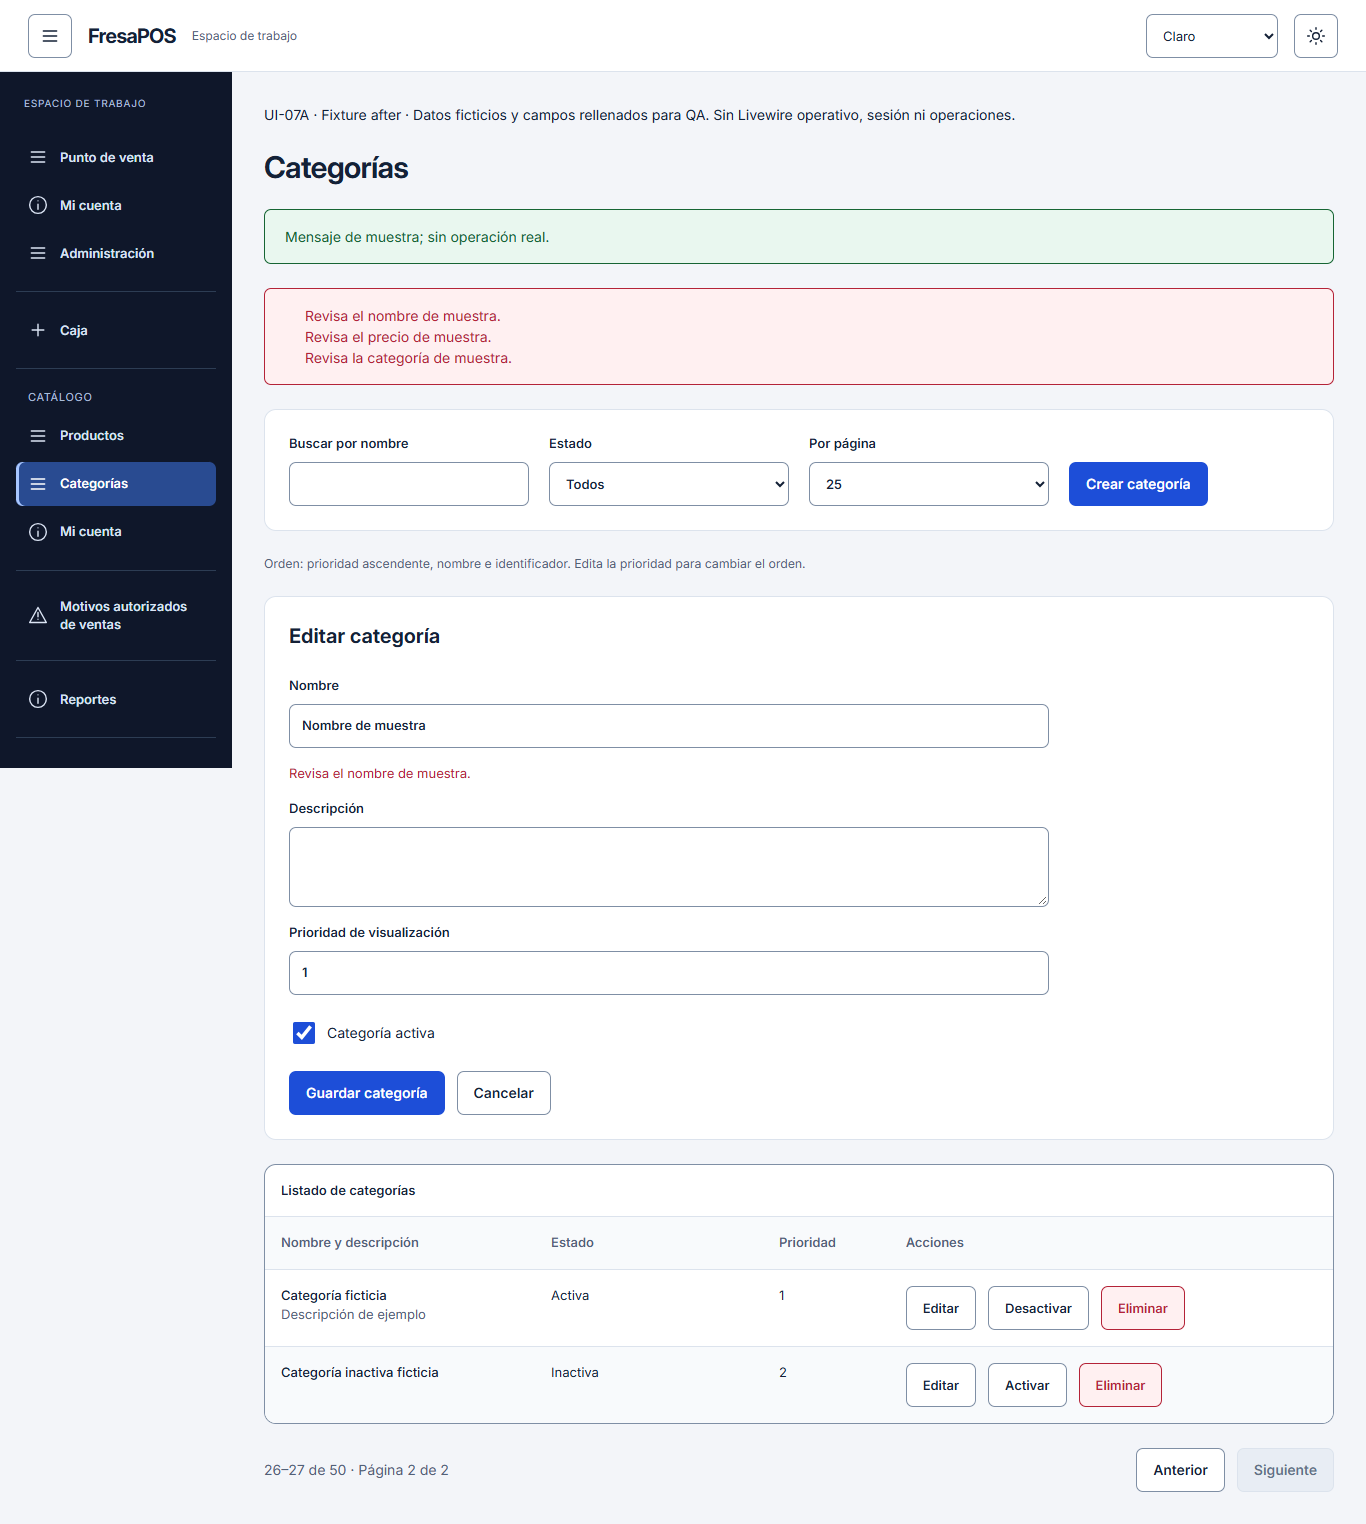 FresaPOS
Espacio de trabajo
Claro
ESPACIO DE TRABAJO
Punto de venta
Mi cuenta
Administración
Caja
CATÁLOGO
Productos
Categorías
Mi cuenta
Motivos autorizados
de ventas
Reportes
UI-07A · Fixture after · Datos ficticios y campos rellenados para QA. Sin Livewire operativo, sesión ni operaciones.
Categorías
Mensaje de muestra; sin operación real.
Revisa el nombre de muestra.
Revisa el precio de muestra.
Revisa la categoría de muestra.
Buscar por nombre
Estado
Por página
Todos
25
Crear categoría
Orden: prioridad ascendente, nombre e identificador. Edita la prioridad para cambiar el orden.
Editar categoría
Nombre
Nombre de muestra
Revisa el nombre de muestra.
Descripción
Prioridad de visualización
1
Categoría activa
Guardar categoría
Cancelar
Listado de categorías
Nombre y descripción
Estado
Prioridad
Acciones
Categoría ficticia
Descripción de ejemplo
Activa
1
Editar
Desactivar
Eliminar
Categoría inactiva ficticia
Inactiva
2
Editar
Activar
Eliminar
26–27 de 50 · Página 2 de 2
Anterior
Siguiente